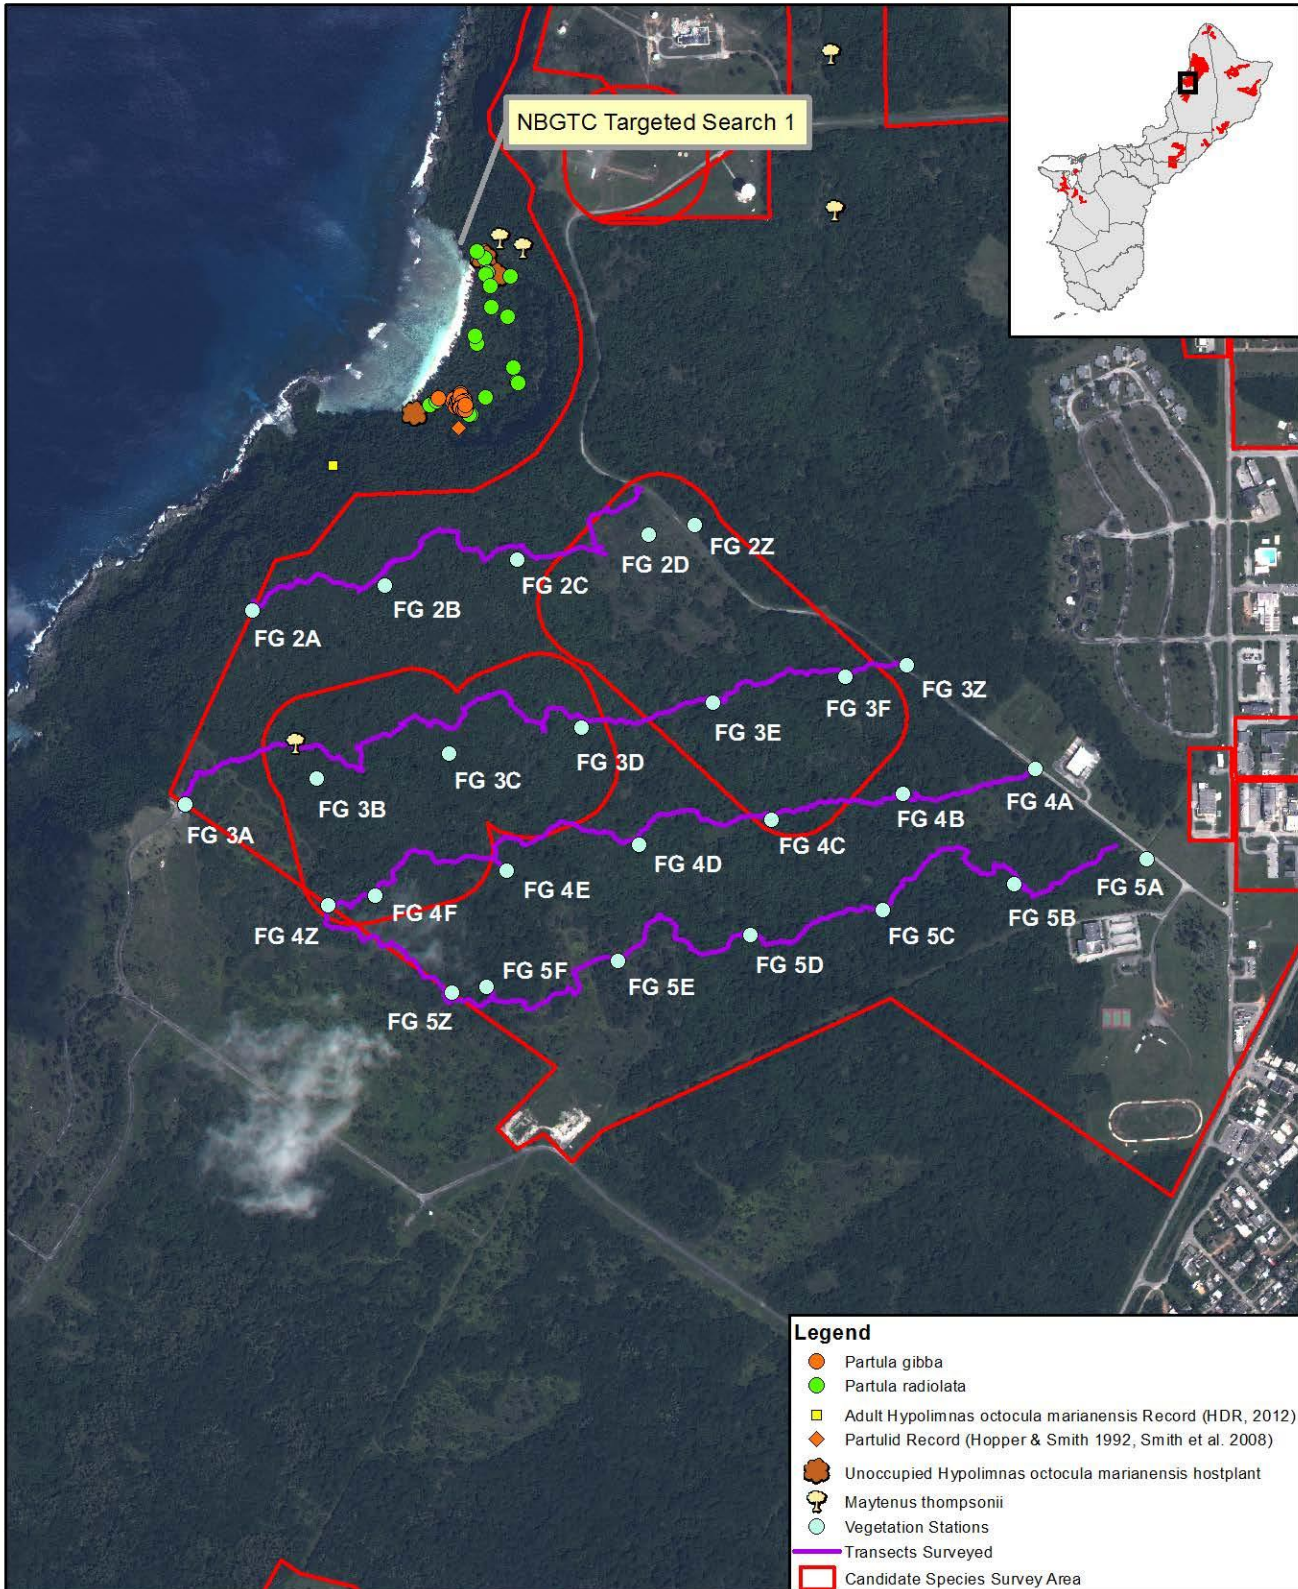 NBGTC Targeted Search 1
FG 2Z
FG 2D
FG 2C
FG 2B
FG 2A
FG 3Z
FG 3F
FG 3E
FG 3D
FG 3C
FG 3B
FG 3A
FG 4A
FG 4B
FG 4C
FG 4D
FG 4E
FG 4F
FG 4Z
FG 5A
FG 5B
FG 5C
FG 5D
FG 5E
FG 5F
FG 5Z
Legend
Partula gibba
Partula radiolata
Adult Hypolimnas octocula marianensis Record (HDR, 2012)
Partulid Record (Hopper & Smith 1992, Smith et al. 2008)
Unoccupied Hypolimnas octocula marianensis hostplant
Maytenus thompsonii
Vegetation Stations
Transects Surveyed
Candidate Species Survey Area